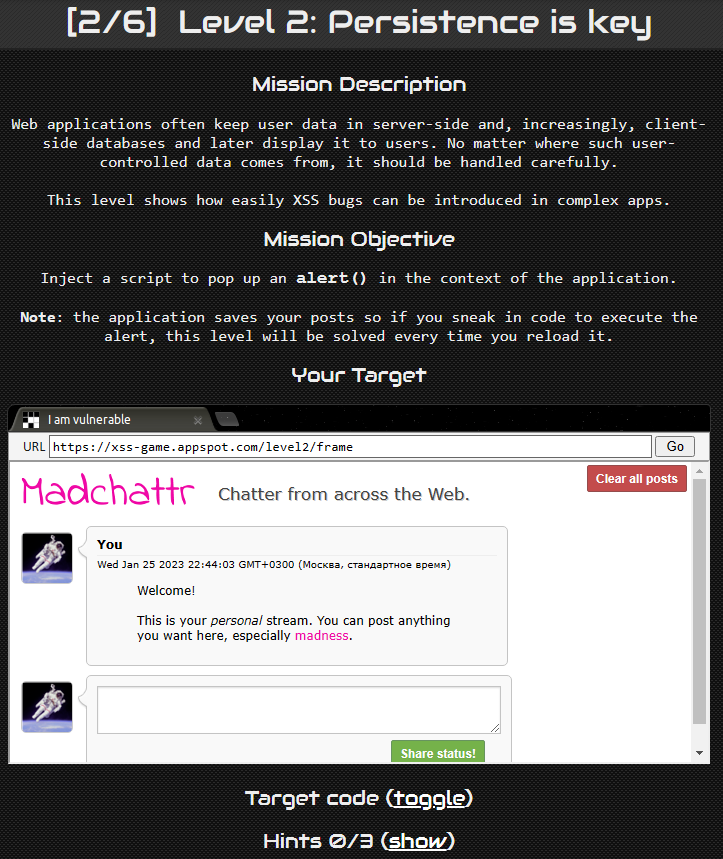 [2/6] Level 2: Persistence is key
Mission Description
Web applications often keep user data in server-side and, increasingly, client-
side databases and later display it to users. No matter where such user-
controlled data comes from, it should be handled carefully.
This level shows how easily XSS bugs can be introduced in complex apps.
Mission Objective
Inject a script to pop up an alert() in the context of the application.
Note: the application saves your posts so if you sneak in code to execute the
alert, this level will be solved every time you reload it.
Your Target
I am vulnerable
URL https://xss-game.appspot.com/level2/frame Go
Madchattr Chatter from across the Web. Clear all posts
You
Wed Jan 25 2023 22:44:03 GMT+0300 (Москва, стандартное время)
Welcome!
This is your personal stream. You can post anything
you want here, especially madness.
Share status!
Target code (toggle)
Hints 0/3 (show)